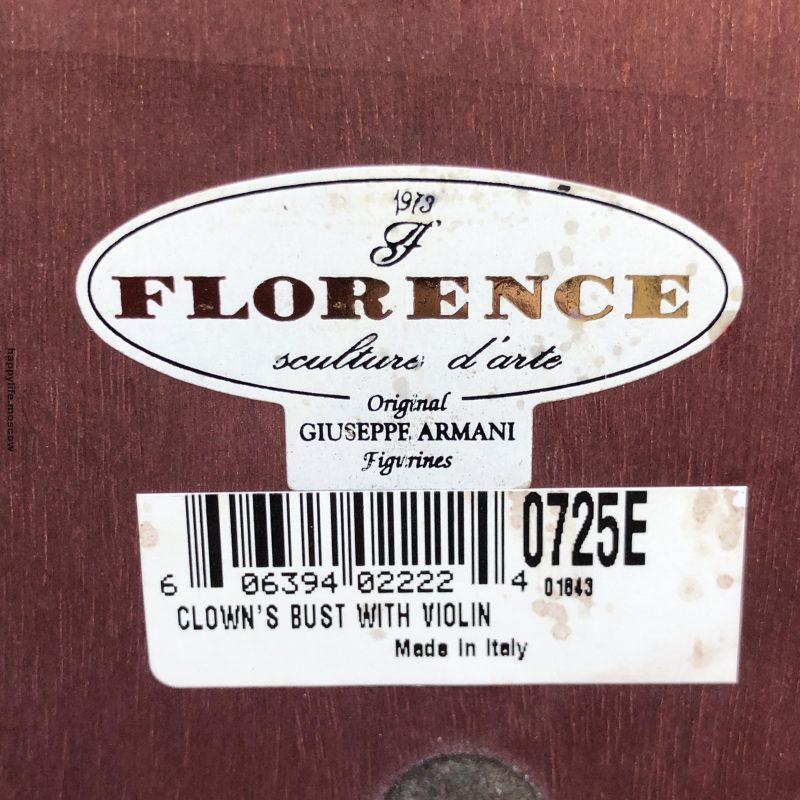 1973
F
FLORENCE
sculture d'arte
Original
GIUSEPPE ARMANI
Figurines
0725E
6 06394 02222 4 01843
CLOWN'S BUST WITH VIOLIN
Made in Italy
happylife.moscow